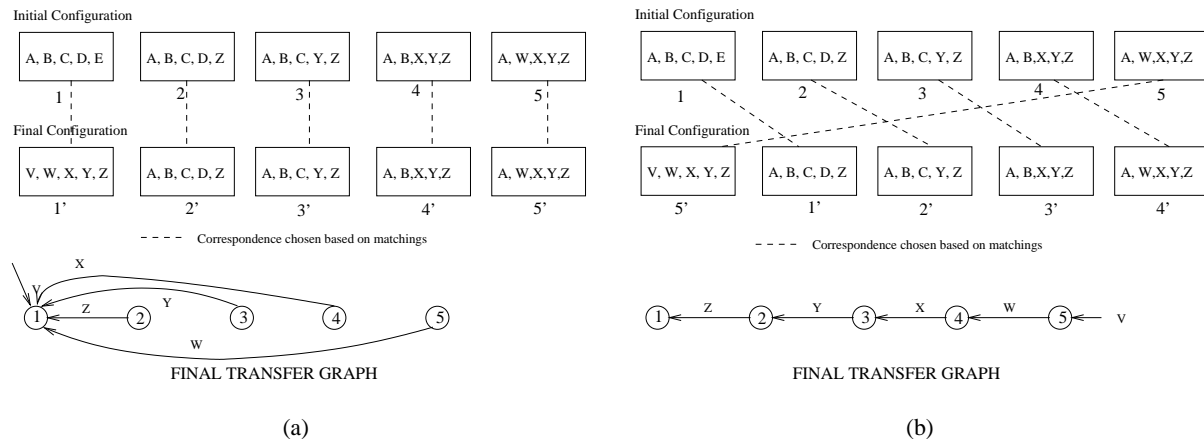 Initial Configuration
A, B, C, D, E
A, B, C, D, Z
A, B, C, Y, Z
A, B,X,Y,Z
A, W,X,Y,Z
1
2
3
4
5
Final Configuration
V, W, X, Y, Z
A, B, C, D, Z
A, B, C, Y, Z
A, B,X,Y,Z
A, W,X,Y,Z
1’
2’
3’
4’
5’
Correspondence chosen based on matchings
X
V
Z
Y
W
1
2
3
4
5
FINAL TRANSFER GRAPH
(a)
Initial Configuration
A, B, C, D, E
A, B, C, D, Z
A, B, C, Y, Z
A, B,X,Y,Z
A, W,X,Y,Z
1
2
3
4
5
Final Configuration
V, W, X, Y, Z
A, B, C, D, Z
A, B, C, Y, Z
A, B,X,Y,Z
A, W,X,Y,Z
5’
1’
2’
3’
4’
Correspondence chosen based on matchings
1
Z
2
Y
3
X
4
W
5
V
FINAL TRANSFER GRAPH
(b)